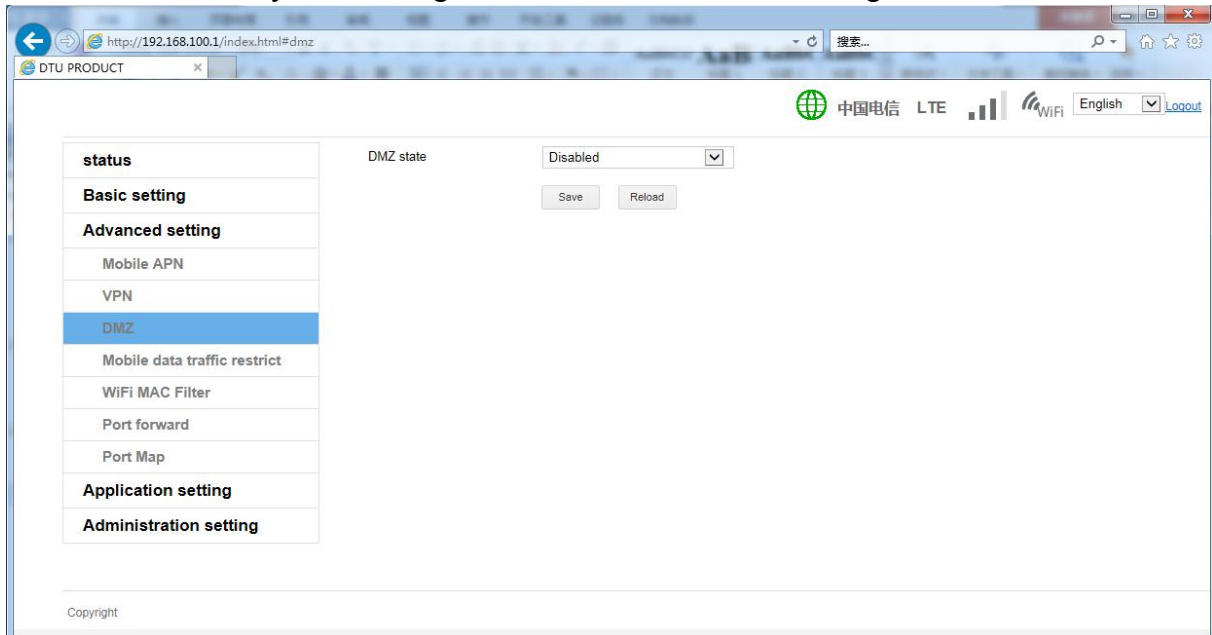 http://192.168.100.1/index.html#dmz
搜索...
DTU PRODUCT
中国电信 LTE WiFi English Logout
status
DMZ state Disabled
Basic setting
Save Reload
Advanced setting
Mobile APN
VPN
DMZ
Mobile data traffic restrict
WiFi MAC Filter
Port forward
Port Map
Application setting
Administration setting
Copyright